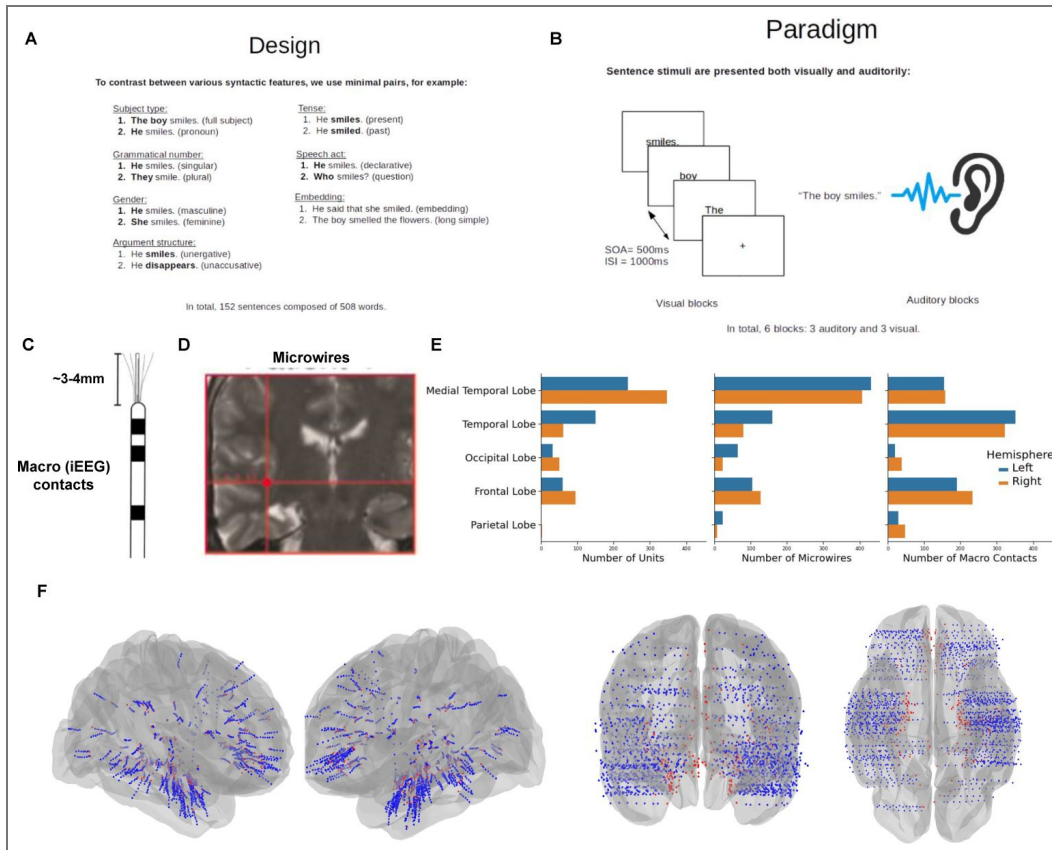 A
Design
To contrast between various syntactic features, we use minimal pairs, for example:
Subject type:
1. The boy smiles. (full subject)
2. He smiles. (pronoun)
Grammatical number:
1. He smiles. (singular)
2. They smile. (plural)
Gender:
1. He smiles. (masculine)
2. She smiles. (feminine)
Argument structure:
1. He smiles. (unergative)
2. He disappears. (unaccusative)
Tense:
1. He smiles. (present)
2. He smiled. (past)
Speech act:
1. He smiles. (declarative)
2. Who smiles? (question)
Embedding:
1. He said that she smiled. (embedding)
2. The boy smelled the flowers. (long simple)
In total, 152 sentences composed of 508 words.
B
Paradigm
Sentence stimuli are presented both visually and auditorily:
smiles.
boy
The
+
SOA= 500ms
ISI = 1000ms
Visual blocks
“The boy smiles.”
Auditory blocks
In total, 6 blocks: 3 auditory and 3 visual.
C
~3-4mm
Macro (iEEG)
contacts
D
Microwires
E
Medial Temporal Lobe
Temporal Lobe
Occipital Lobe
Frontal Lobe
Parietal Lobe
0 100 200 300 400
Number of Units
0 100 200 300 400
Number of Microwires
0 100 200 300 400
Number of Macro Contacts
Hemisphere
Left
Right
F